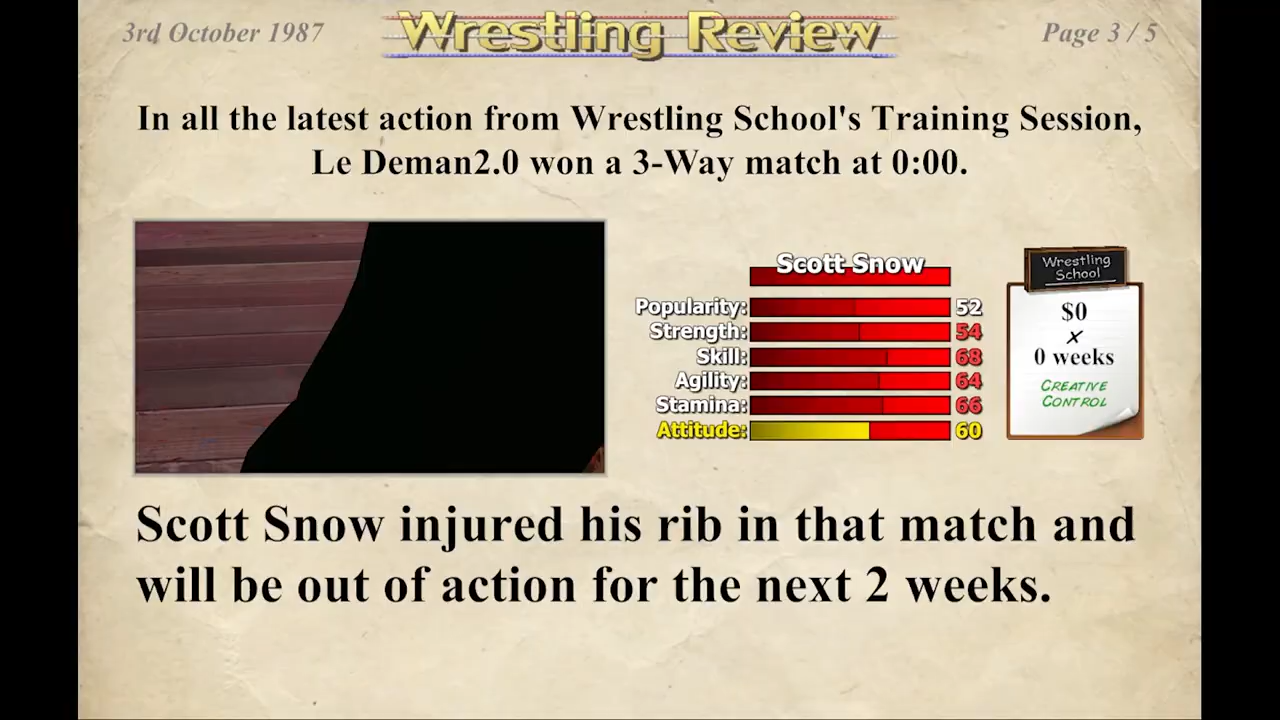 3rd October 1987
Wrestling Review
Page 3 / 5
In all the latest action from Wrestling School's Training Session,
Le Deman2.0 won a 3-Way match at 0:00.
Scott Snow
Popularity: 52
Strength: 54
Skill: 68
Agility: 64
Stamina: 66
Attitude: 60
Wrestling
School
$0
x
0 weeks
CREATIVE
CONTROL
Scott Snow injured his rib in that match and
will be out of action for the next 2 weeks.